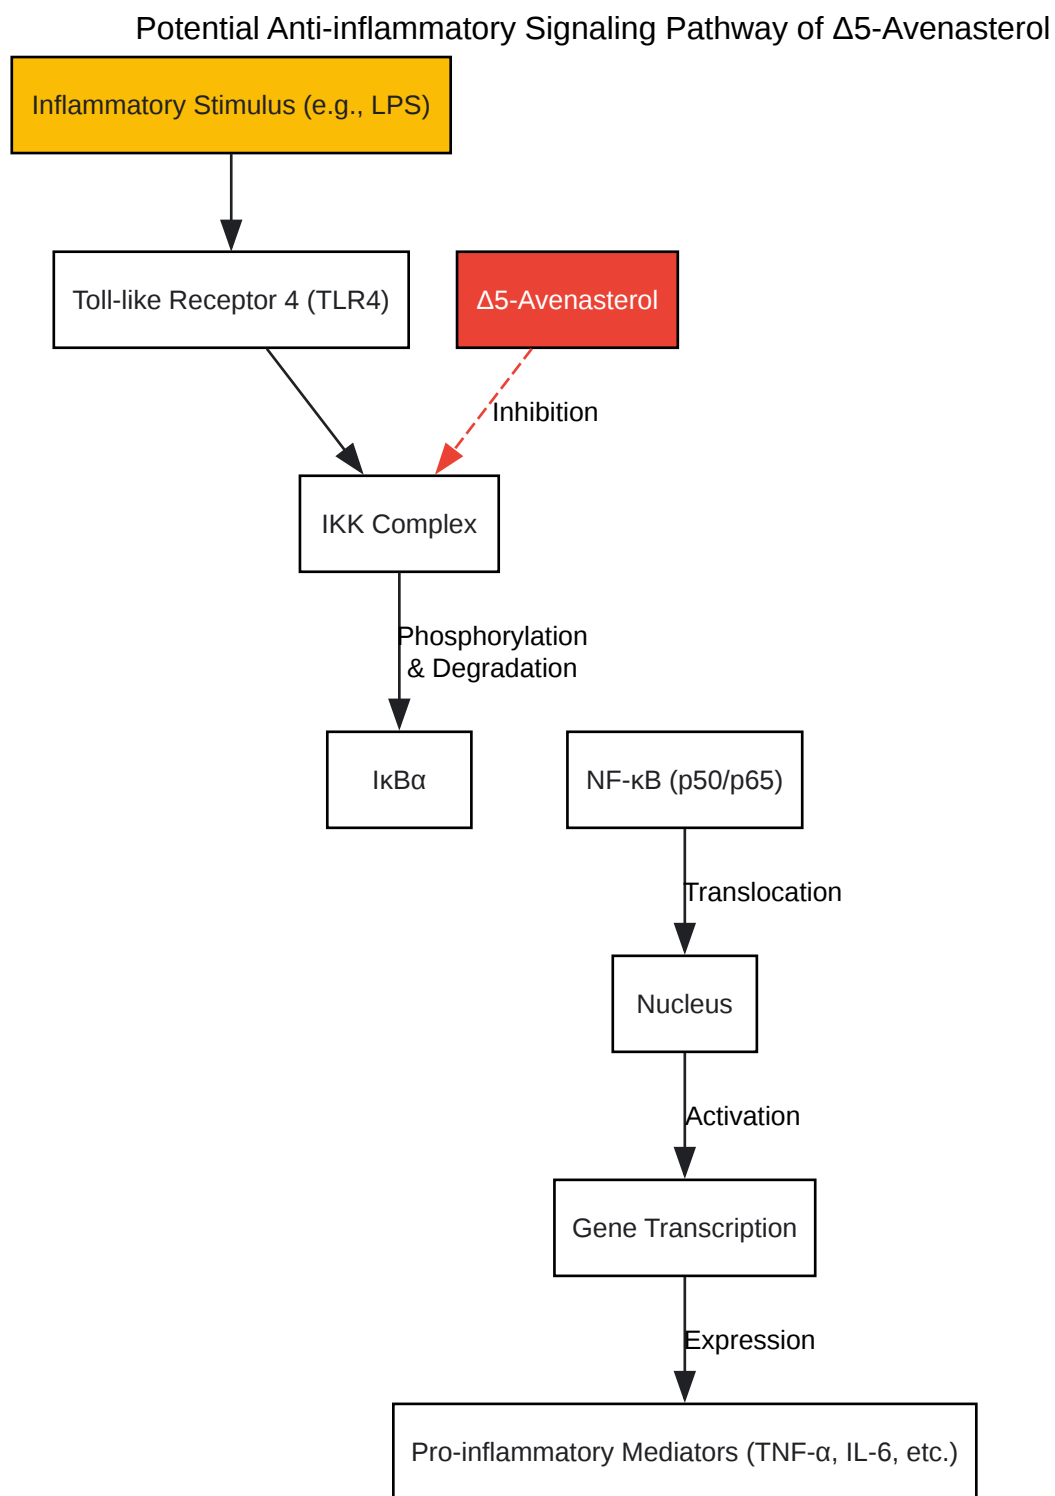 Potential Anti-inflammatory Signaling Pathway of Δ5-Avenasterol
Inflammatory Stimulus (e.g., LPS)
Toll-like Receptor 4 (TLR4)
Δ5-Avenasterol
Inhibition
IKK Complex
Phosphorylation
& Degradation
IκBα
NF-κB (p50/p65)
Translocation
Nucleus
Activation
Gene Transcription
Expression
Pro-inflammatory Mediators (TNF-α, IL-6, etc.)